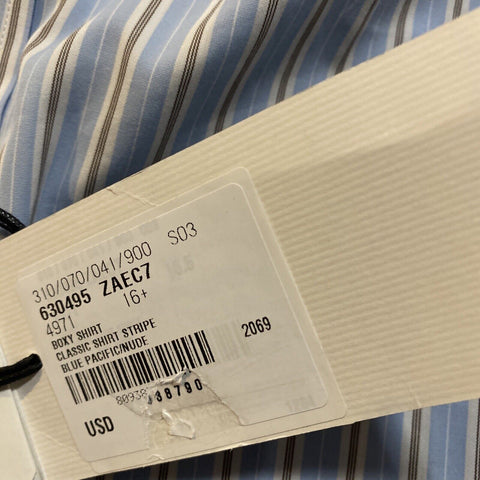 310/070/041/900 S03
630495 ZAEC7
4971 16+
BOXY SHIRT
CLASSIC SHIRT STRIPE 2069
BLUE PACIFIC/NUDE
USD